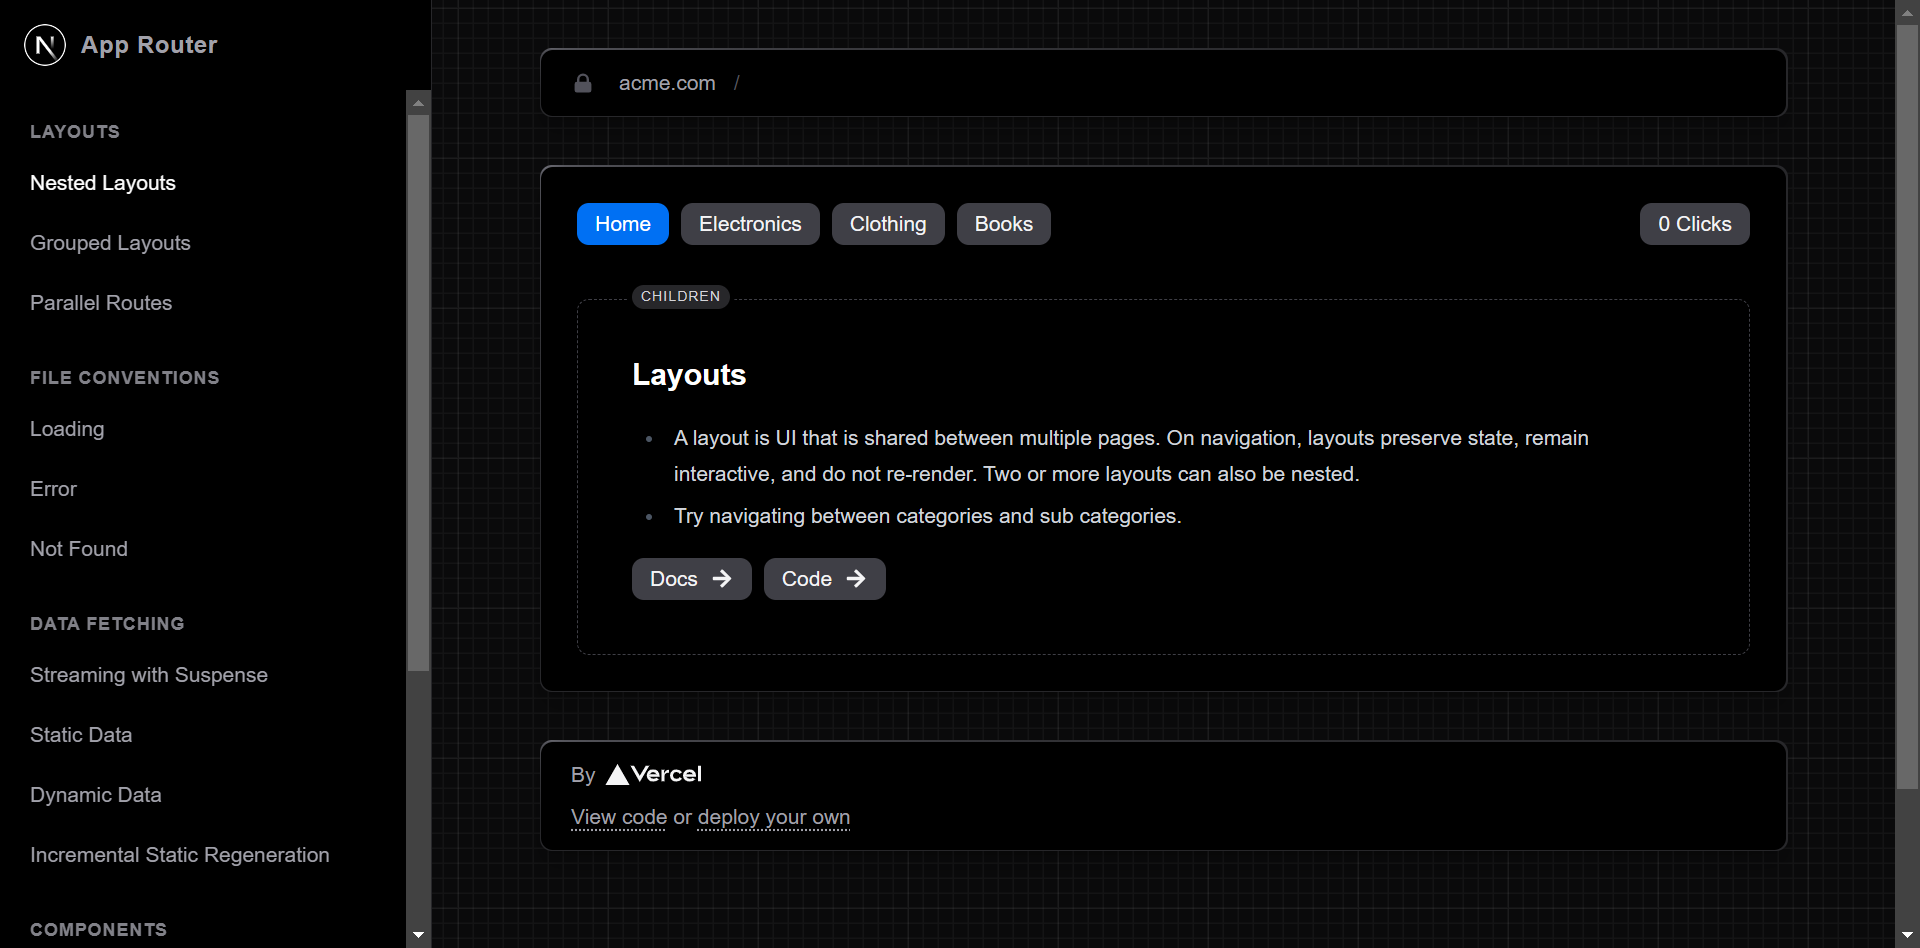 App Router
LAYOUTS
Nested Layouts
Grouped Layouts
Parallel Routes
FILE CONVENTIONS
Loading
Error
Not Found
DATA FETCHING
Streaming with Suspense
Static Data
Dynamic Data
Incremental Static Regeneration
COMPONENTS
acme.com /
Home Electronics Clothing Books 0 Clicks
CHILDREN
Layouts
• A layout is UI that is shared between multiple pages. On navigation, layouts preserve state, remain
interactive, and do not re-render. Two or more layouts can also be nested.
• Try navigating between categories and sub categories.
Docs → Code →
By Vercel
View code or deploy your own